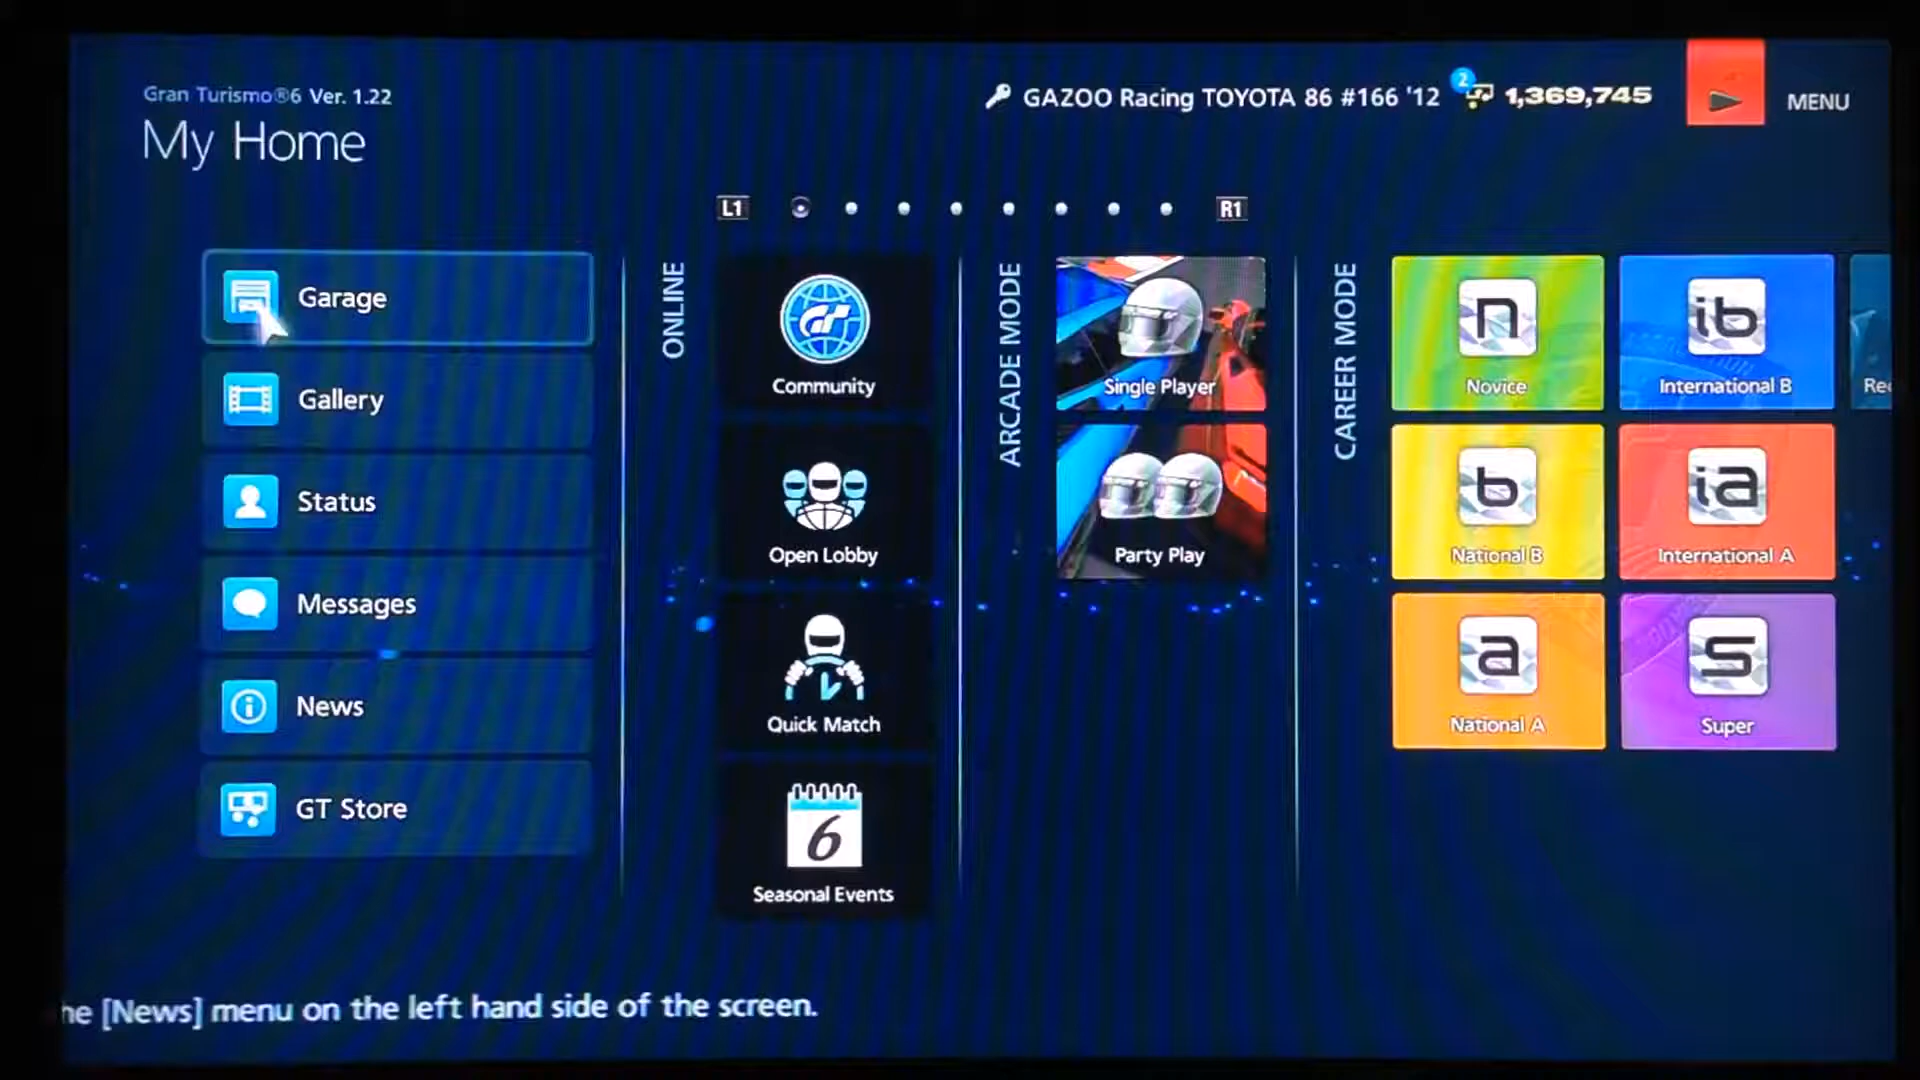 Gran Turismo®6 Ver. 1.22
My Home
GAZOO Racing TOYOTA 86 #166 '12
2
1,369,745
MENU
L1
R1
Garage
Gallery
Status
Messages
News
GT Store
ONLINE
Community
Open Lobby
Quick Match
6
Seasonal Events
ARCADE MODE
Single Player
Party Play
CAREER MODE
n
Novice
ib
International B
b
National B
ia
International A
a
National A
S
Super
he [News] menu on the left hand side of the screen.